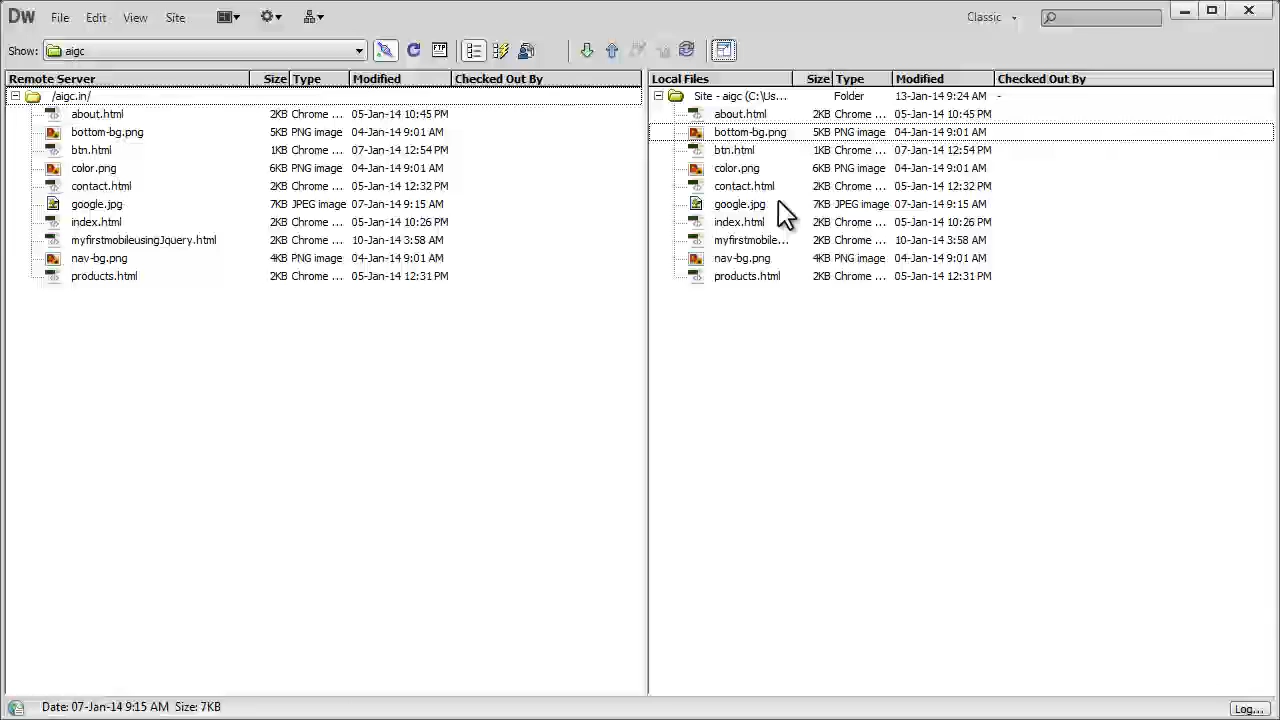 Dw File Edit View Site Classic
Show: aigc FTP
Remote Server Size Type Modified Checked Out By
/aigc.in/
about.html 2KB Chrome ... 05-Jan-14 10:45 PM
bottom-bg.png 5KB PNG image 04-Jan-14 9:01 AM
btn.html 1KB Chrome ... 07-Jan-14 12:54 PM
color.png 6KB PNG image 04-Jan-14 9:01 AM
contact.html 2KB Chrome ... 05-Jan-14 12:32 PM
google.jpg 7KB JPEG image 07-Jan-14 9:15 AM
index.html 2KB Chrome ... 05-Jan-14 10:26 PM
myfirstmobileusingJquery.html 2KB Chrome ... 10-Jan-14 3:58 AM
nav-bg.png 4KB PNG image 04-Jan-14 9:01 AM
products.html 2KB Chrome ... 05-Jan-14 12:31 PM
Local Files Size Type Modified Checked Out By
Site - aigc (C:\Us... Folder 13-Jan-14 9:24 AM -
about.html 2KB Chrome ... 05-Jan-14 10:45 PM
bottom-bg.png 5KB PNG image 04-Jan-14 9:01 AM
btn.html 1KB Chrome ... 07-Jan-14 12:54 PM
color.png 6KB PNG image 04-Jan-14 9:01 AM
contact.html 2KB Chrome ... 05-Jan-14 12:32 PM
google.jpg 7KB JPEG image 07-Jan-14 9:15 AM
index.html 2KB Chrome ... 05-Jan-14 10:26 PM
myfirstmobile... 2KB Chrome ... 10-Jan-14 3:58 AM
nav-bg.png 4KB PNG image 04-Jan-14 9:01 AM
products.html 2KB Chrome ... 05-Jan-14 12:31 PM
Date: 07-Jan-14 9:15 AM Size: 7KB Log...